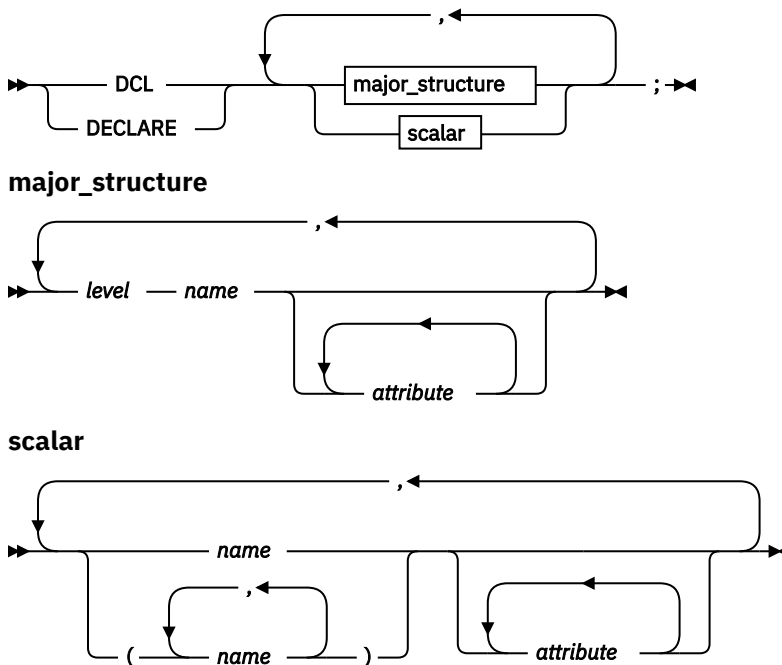 ,
DCL major_structure ;
DECLARE scalar
major_structure
,
level name
attribute
scalar
,
name
,
( name ) attribute